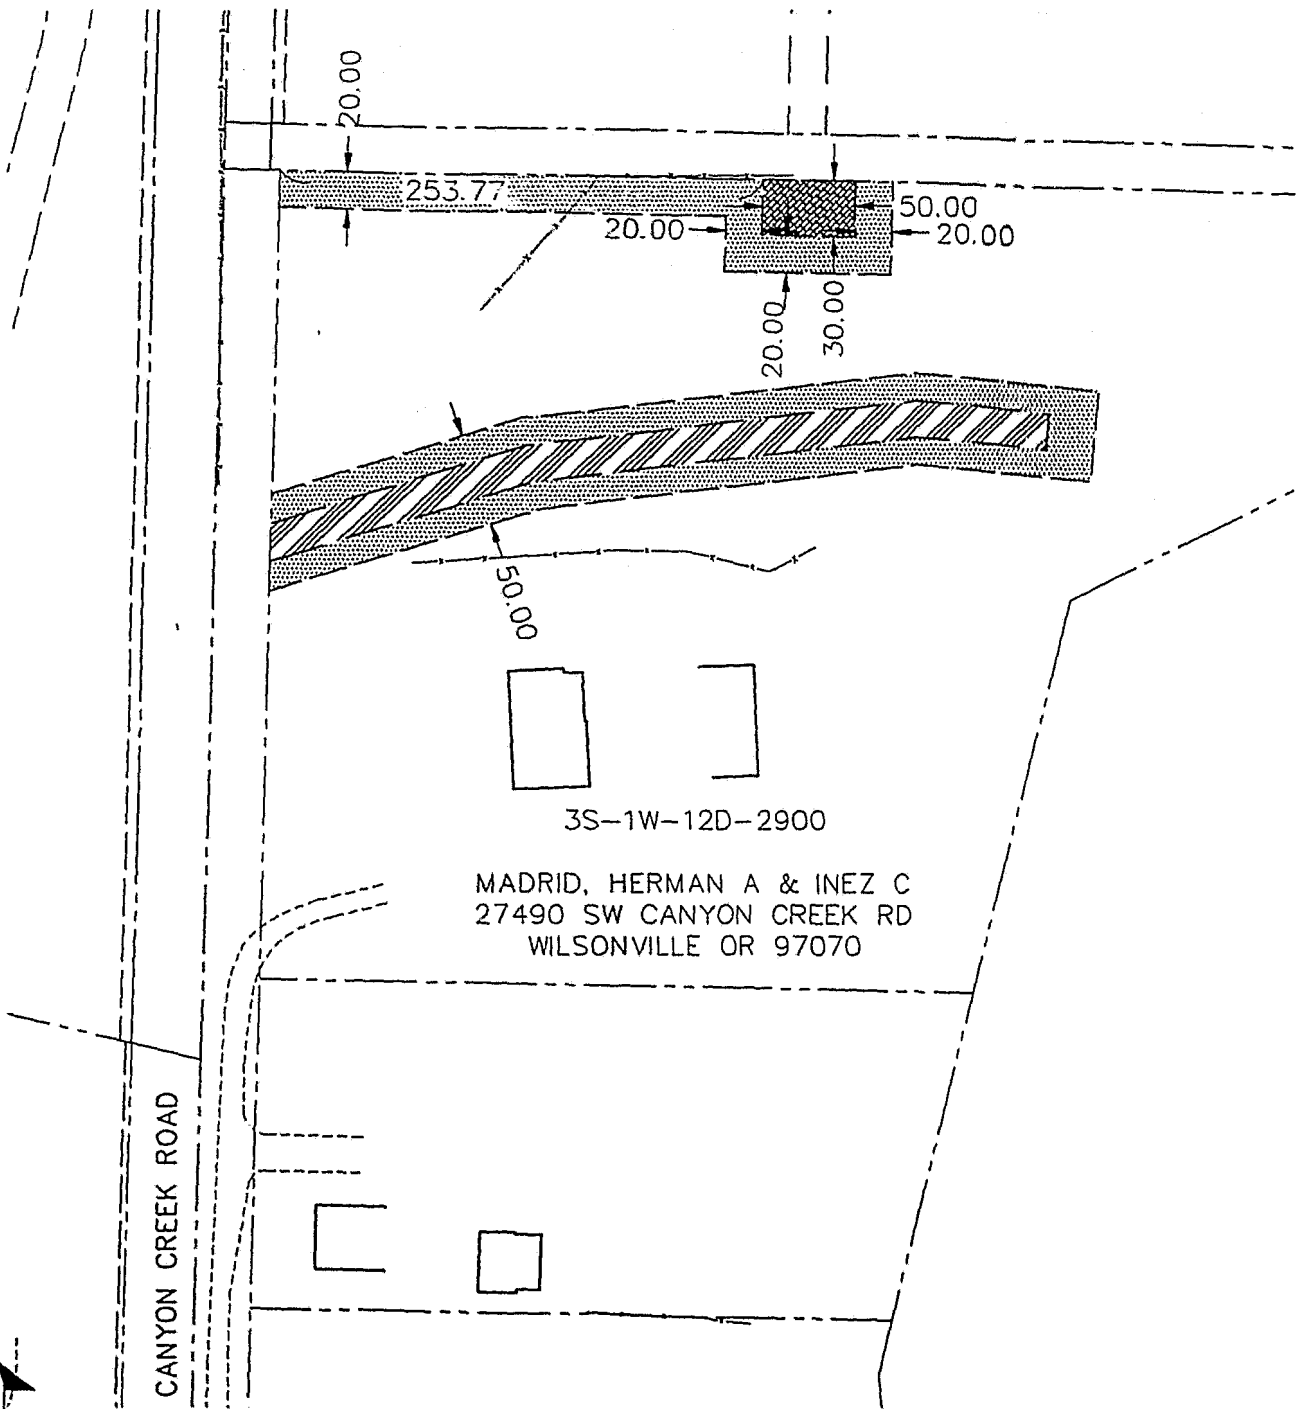 20.00
253.77
50.00
20.00
20.00
20.00
30.00
50.00
3S-1W-12D-2900
MADRID, HERMAN A & INEZ C
27490 SW CANYON CREEK RD
WILSONVILLE OR 97070
CANYON CREEK ROAD